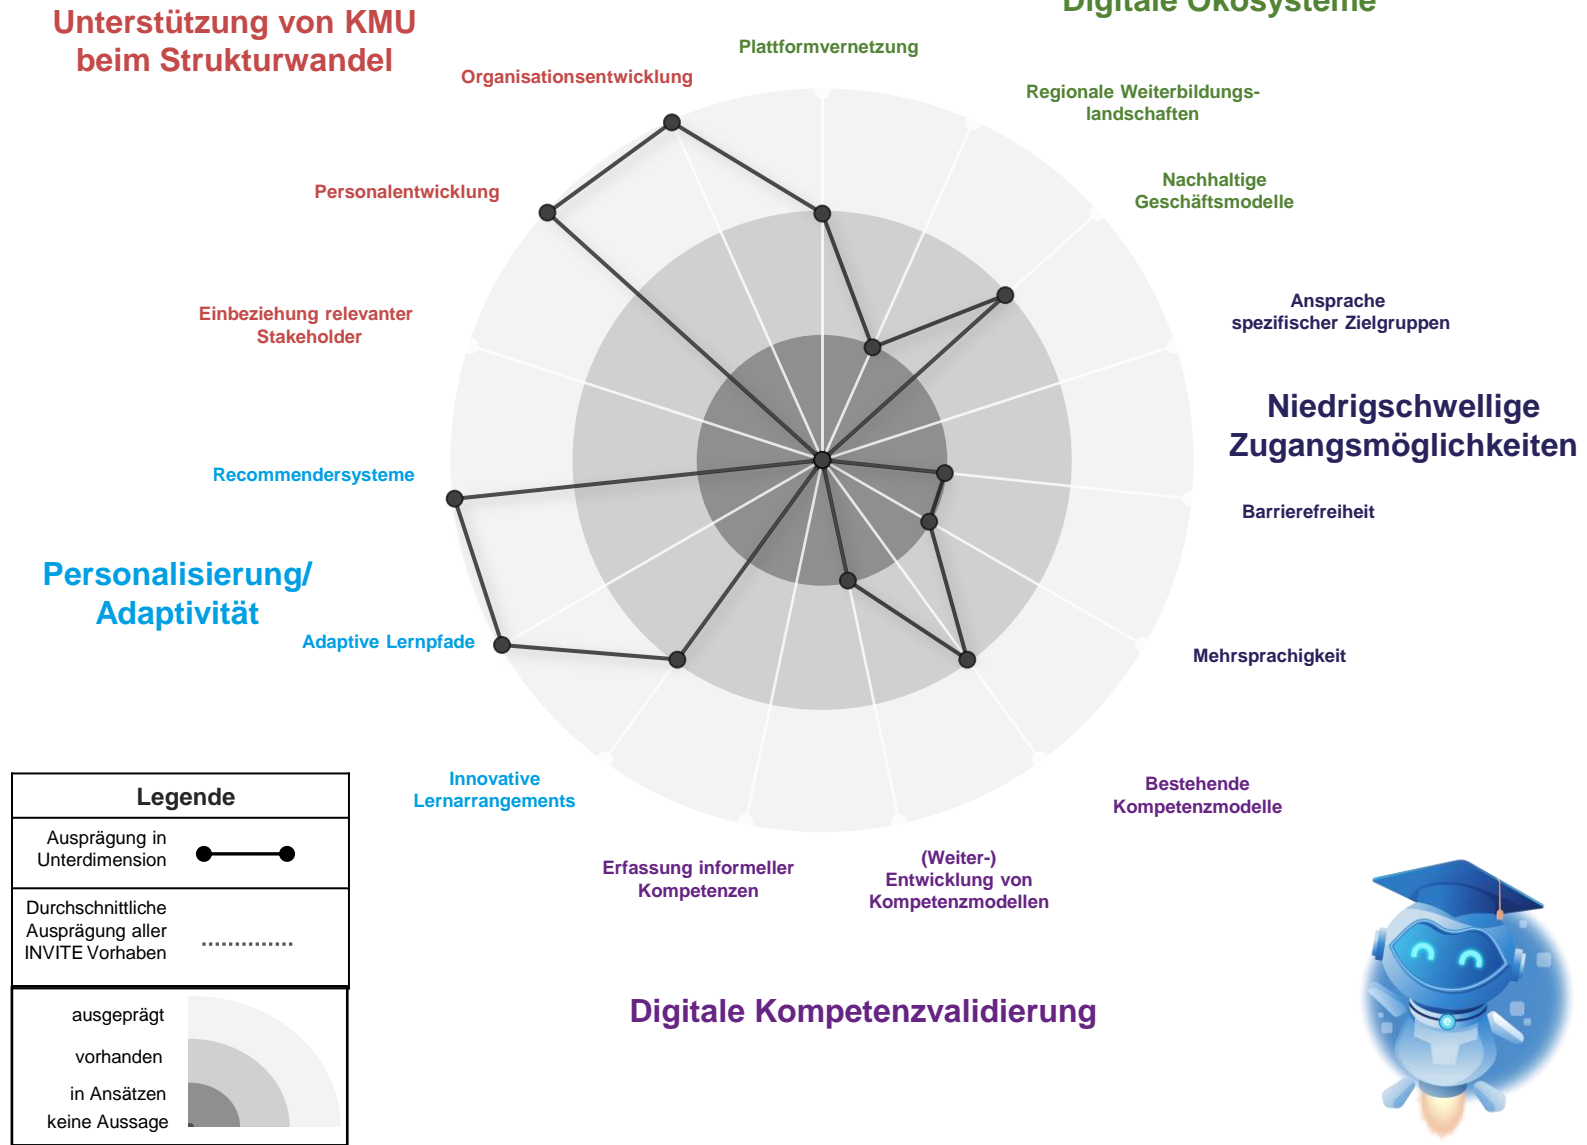 Unterstützung von KMU
beim Strukturwandel
Digitale Ökosysteme
Plattformvernetzung
Organisationsentwicklung
Regionale Weiterbildungs-
landschaften
Personalentwicklung
Nachhaltige
Geschäftsmodelle
Einbeziehung relevanter
Stakeholder
Ansprache
spezifischer Zielgruppen
Niedrigschwellige
Zugangsmöglichkeiten
Recommendersysteme
Barrierefreiheit
Personalisierung/
Adaptivität
Adaptive Lernpfade
Mehrsprachigkeit
Innovative
Lernarrangements
Bestehende
Kompetenzmodelle
Erfassung informeller
Kompetenzen
(Weiter-)
Entwicklung von
Kompetenzmodellen
Digitale Kompetenzvalidierung
Legende
Ausprägung in
Unterdimension
Durchschnittliche
Ausprägung aller
INVITE Vorhaben
ausgeprägt
vorhanden
in Ansätzen
keine Aussage
e